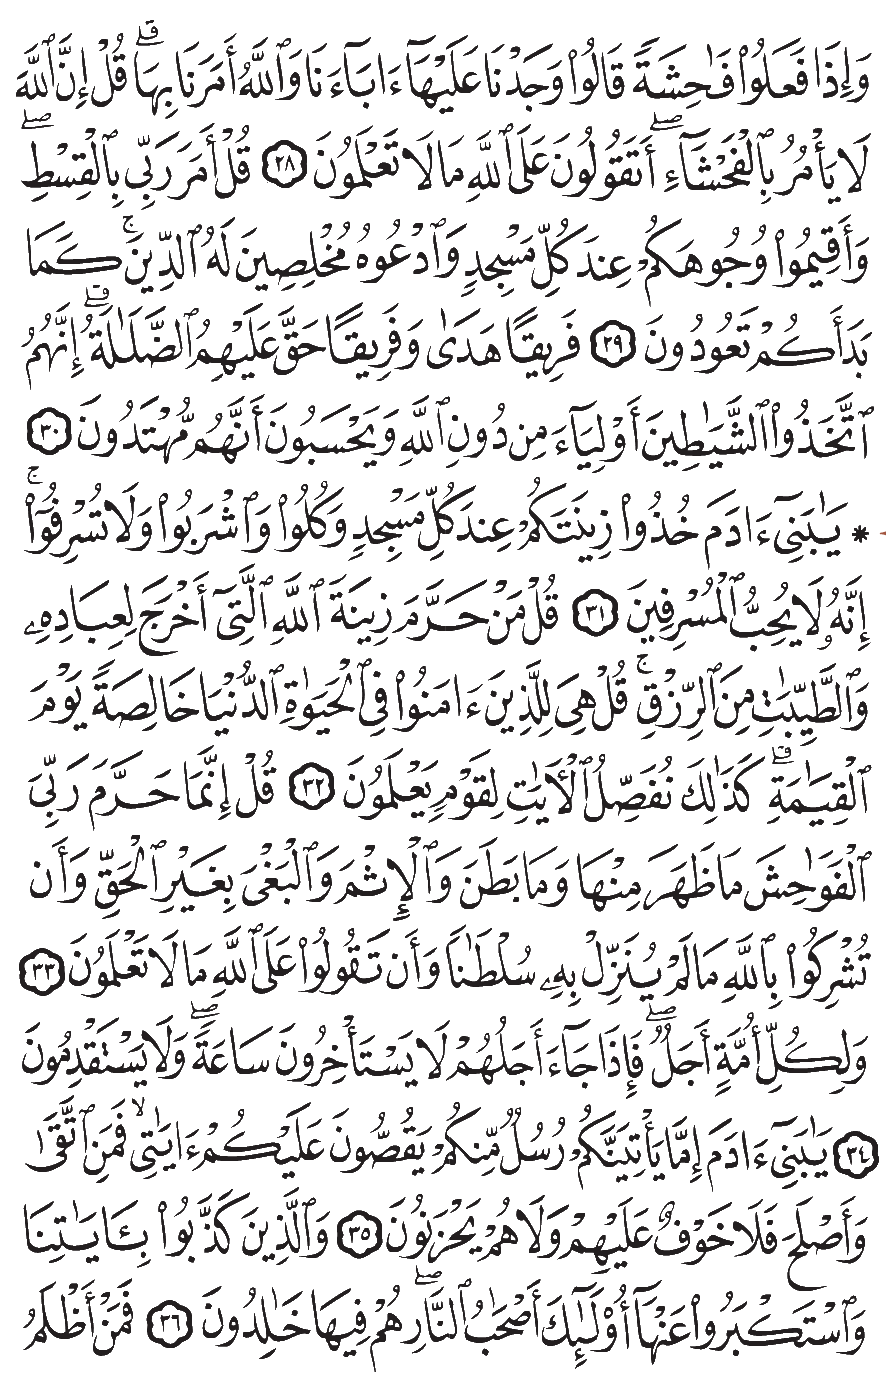 وَإِذَا فَعَلُواْ فَٰحِشَةٗ قَالُواْ وَجَدۡنَا عَلَيۡهَآ ءَابَآءَنَا وَٱللَّهُ أَمَرَنَا بِهَاۗ قُلۡ إِنَّ ٱللَّهَ
لَا يَأۡمُرُ بِٱلۡفَحۡشَآءِۖ أَتَقُولُونَ عَلَى ٱللَّهِ مَا لَا تَعۡلَمُونَ ٢٨ قُلۡ أَمَرَ رَبِّي بِٱلۡقِسۡطِۖ
وَأَقِيمُواْ وُجُوهَكُمۡ عِندَ كُلِّ مَسۡجِدٖ وَٱدۡعُوهُ مُخۡلِصِينَ لَهُ ٱلدِّينَۚ كَمَا
بَدَأَكُمۡ تَعُودُونَ ٢٩ فَرِيقًا هَدَىٰ وَفَرِيقًا حَقَّ عَلَيۡهِمُ ٱلضَّلَٰلَةُۗ إِنَّهُمُ
ٱتَّخَذُواْ ٱلشَّيَٰطِينَ أَوۡلِيَآءَ مِن دُونِ ٱللَّهِ وَيَحۡسَبُونَ أَنَّهُم مُّهۡتَدُونَ ٣٠
* يَٰبَنِيٓ ءَادَمَ خُذُواْ زِينَتَكُمۡ عِندَ كُلِّ مَسۡجِدٖ وَكُلُواْ وَٱشۡرَبُواْ وَلَا تُسۡرِفُوٓاْۚ
إِنَّهُۥ لَا يُحِبُّ ٱلۡمُسۡرِفِينَ ٣١ قُلۡ مَنۡ حَرَّمَ زِينَةَ ٱللَّهِ ٱلَّتِيٓ أَخۡرَجَ لِعِبَادِهِۦ
وَٱلطَّيِّبَٰتِ مِنَ ٱلرِّزۡقِۚ قُلۡ هِيَ لِلَّذِينَ ءَامَنُواْ فِي ٱلۡحَيَوٰةِ ٱلدُّنۡيَا خَالِصَةٗ يَوۡمَ
ٱلۡقِيَٰمَةِۗ كَذَٰلِكَ نُفَصِّلُ ٱلۡأٓيَٰتِ لِقَوۡمٖ يَعۡلَمُونَ ٣٢ قُلۡ إِنَّمَا حَرَّمَ رَبِّيَ
ٱلۡفَوَٰحِشَ مَا ظَهَرَ مِنۡهَا وَمَا بَطَنَ وَٱلۡإِثۡمَ وَٱلۡبَغۡيَ بِغَيۡرِ ٱلۡحَقِّ وَأَن
تُشۡرِكُواْ بِٱللَّهِ مَا لَمۡ يُنَزِّلۡ بِهِۦ سُلۡطَٰنٗا وَأَن تَقُولُواْ عَلَى ٱللَّهِ مَا لَا تَعۡلَمُونَ ٣٣
وَلِكُلِّ أُمَّةٍ أَجَلٞۖ فَإِذَا جَآءَ أَجَلُهُمۡ لَا يَسۡتَأۡخِرُونَ سَاعَةٗۖ وَلَا يَسۡتَقۡدِمُونَ
٣٤ يَٰبَنِيٓ ءَادَمَ إِمَّا يَأۡتِيَنَّكُمۡ رُسُلٞ مِّنكُمۡ يَقُصُّونَ عَلَيۡكُمۡ ءَايَٰتِي ۙ فَمَنِ ٱتَّقَىٰ
وَأَصۡلَحَ فَلَا خَوۡفٌ عَلَيۡهِمۡ وَلَا هُمۡ يَحۡزَنُونَ ٣٥ وَٱلَّذِينَ كَذَّبُواْ بِـَٔايَٰتِنَا
وَٱسۡتَكۡبَرُواْ عَنۡهَآ أُوْلَٰٓئِكَ أَصۡحَٰبُ ٱلنَّارِۖ هُمۡ فِيهَا خَٰلِدُونَ ٣٦ فَمَنۡ أَظۡلَمُ